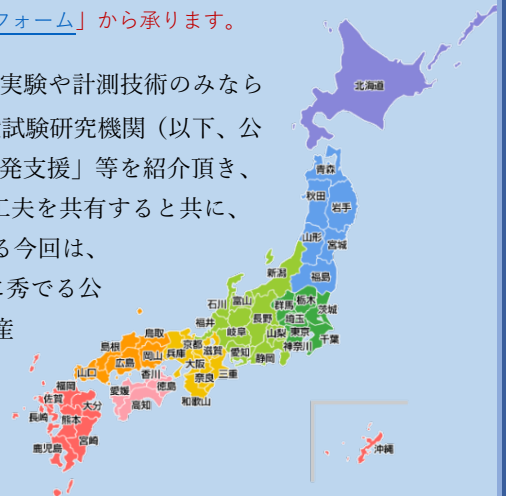 フォーム」から承ります。
実験や計測技術のみなら
試験研究機関（以下、公
発支援」等を紹介頂き、
工夫を共有すると共に、
る今回は、
に秀でる公
産
北海道
青森
秋田
岩手
山形
宮城
福島
新潟
石川 富山 群馬 栃木
茨城
福井 長野 埼玉
岐阜 山梨 東京
千葉
神奈川
愛知 静岡
鳥取
島根 岡山 兵庫 京都 滋賀
広島 大阪
山口 香川 奈良 三重
愛媛 徳島
高知 和歌山
福岡
佐賀 大分
長崎 熊本
宮崎
鹿児島
沖縄